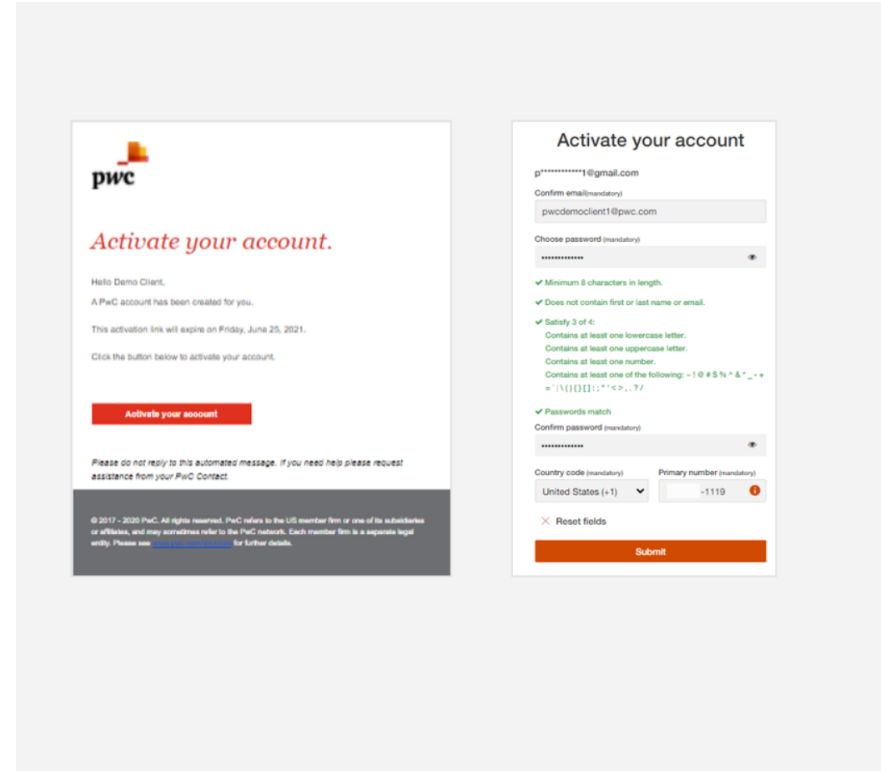 pwc
Activate your account.
Hello Demo Client,
A PwC account has been created for you.
This activation link will expire on Friday, June 25, 2021.
Click the button below to activate your account.
Activate your account
Please do not reply to this automated message. If you need help please request
assistance from your PwC Contact.
© 2017 - 2020 PwC. All rights reserved. PwC refers to the US member firm or one of its subsidiaries
or affiliates, and may sometimes refer to the PwC network. Each member firm is a separate legal
entity. Please see for further details.
Activate your account
p************1@gmail.com
Confirm email(mandatory)
pwcdemoclient1@pwc.com
Choose password (mandatory)
•••••••••••••
✓ Minimum 8 characters in length.
✓ Does not contain first or last name or email.
✓ Satisfy 3 of 4:
Contains at least one lowercase letter.
Contains at least one uppercase letter.
Contains at least one number.
Contains at least one of the following: ~ ! @ # $ % ^ & * _ - +
= ` | \ ( ) { } [ ] : ; " ' < > , . ? /
✓ Passwords match
Confirm password (mandatory)
•••••••••••••
Country code (mandatory) Primary number (mandatory)
United States (+1) -1119
× Reset fields
Submit